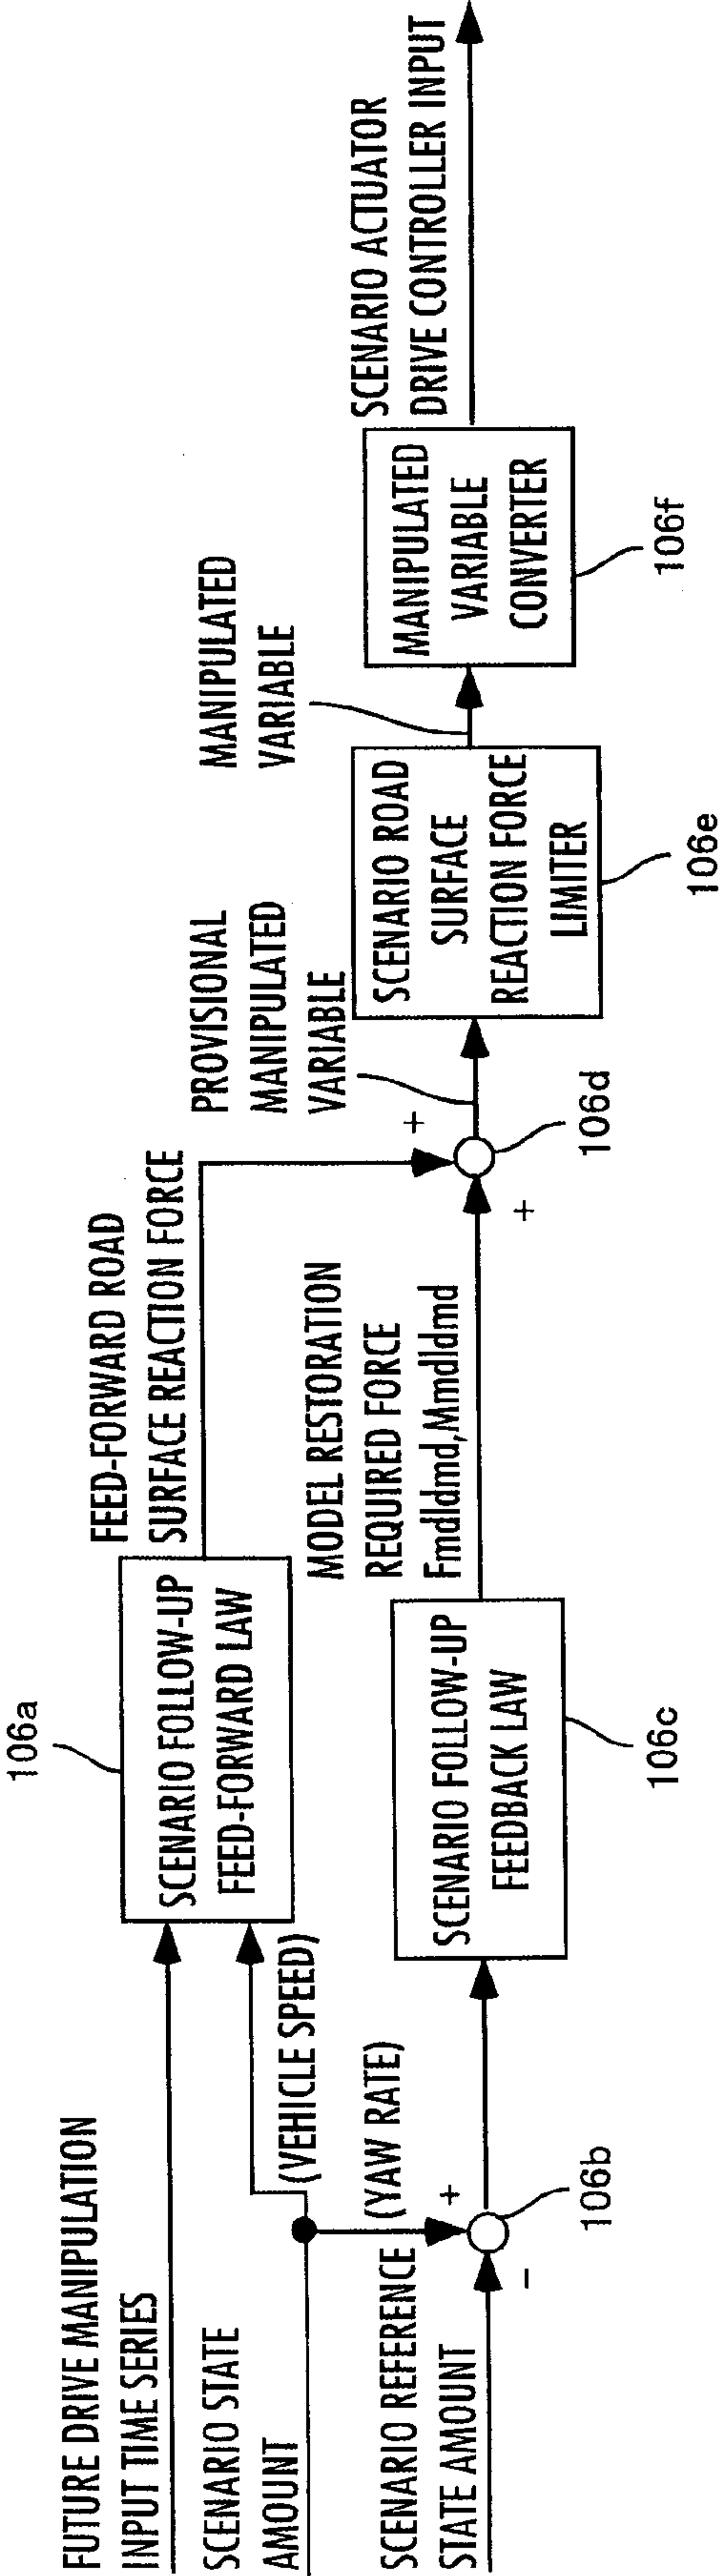 FUTURE DRIVE MANIPULATION
INPUT TIME SERIES
SCENARIO STATE
AMOUNT
SCENARIO REFERENCE
STATE AMOUNT
(VEHICLE SPEED)
(YAW RATE)
+
−
106b
106a
SCENARIO FOLLOW-UP
FEED-FORWARD LAW
SCENARIO FOLLOW-UP
FEEDBACK LAW
106c
FEED-FORWARD ROAD
SURFACE REACTION FORCE
MODEL RESTORATION
REQUIRED FORCE
Fmdldmd,Mmdldmd
+
+
106d
PROVISIONAL
MANIPULATED
VARIABLE
SCENARIO ROAD
SURFACE
REACTION FORCE
LIMITER
106e
MANIPULATED
VARIABLE
MANIPULATED
VARIABLE
CONVERTER
106f
SCENARIO ACTUATOR
DRIVE CONTROLLER INPUT